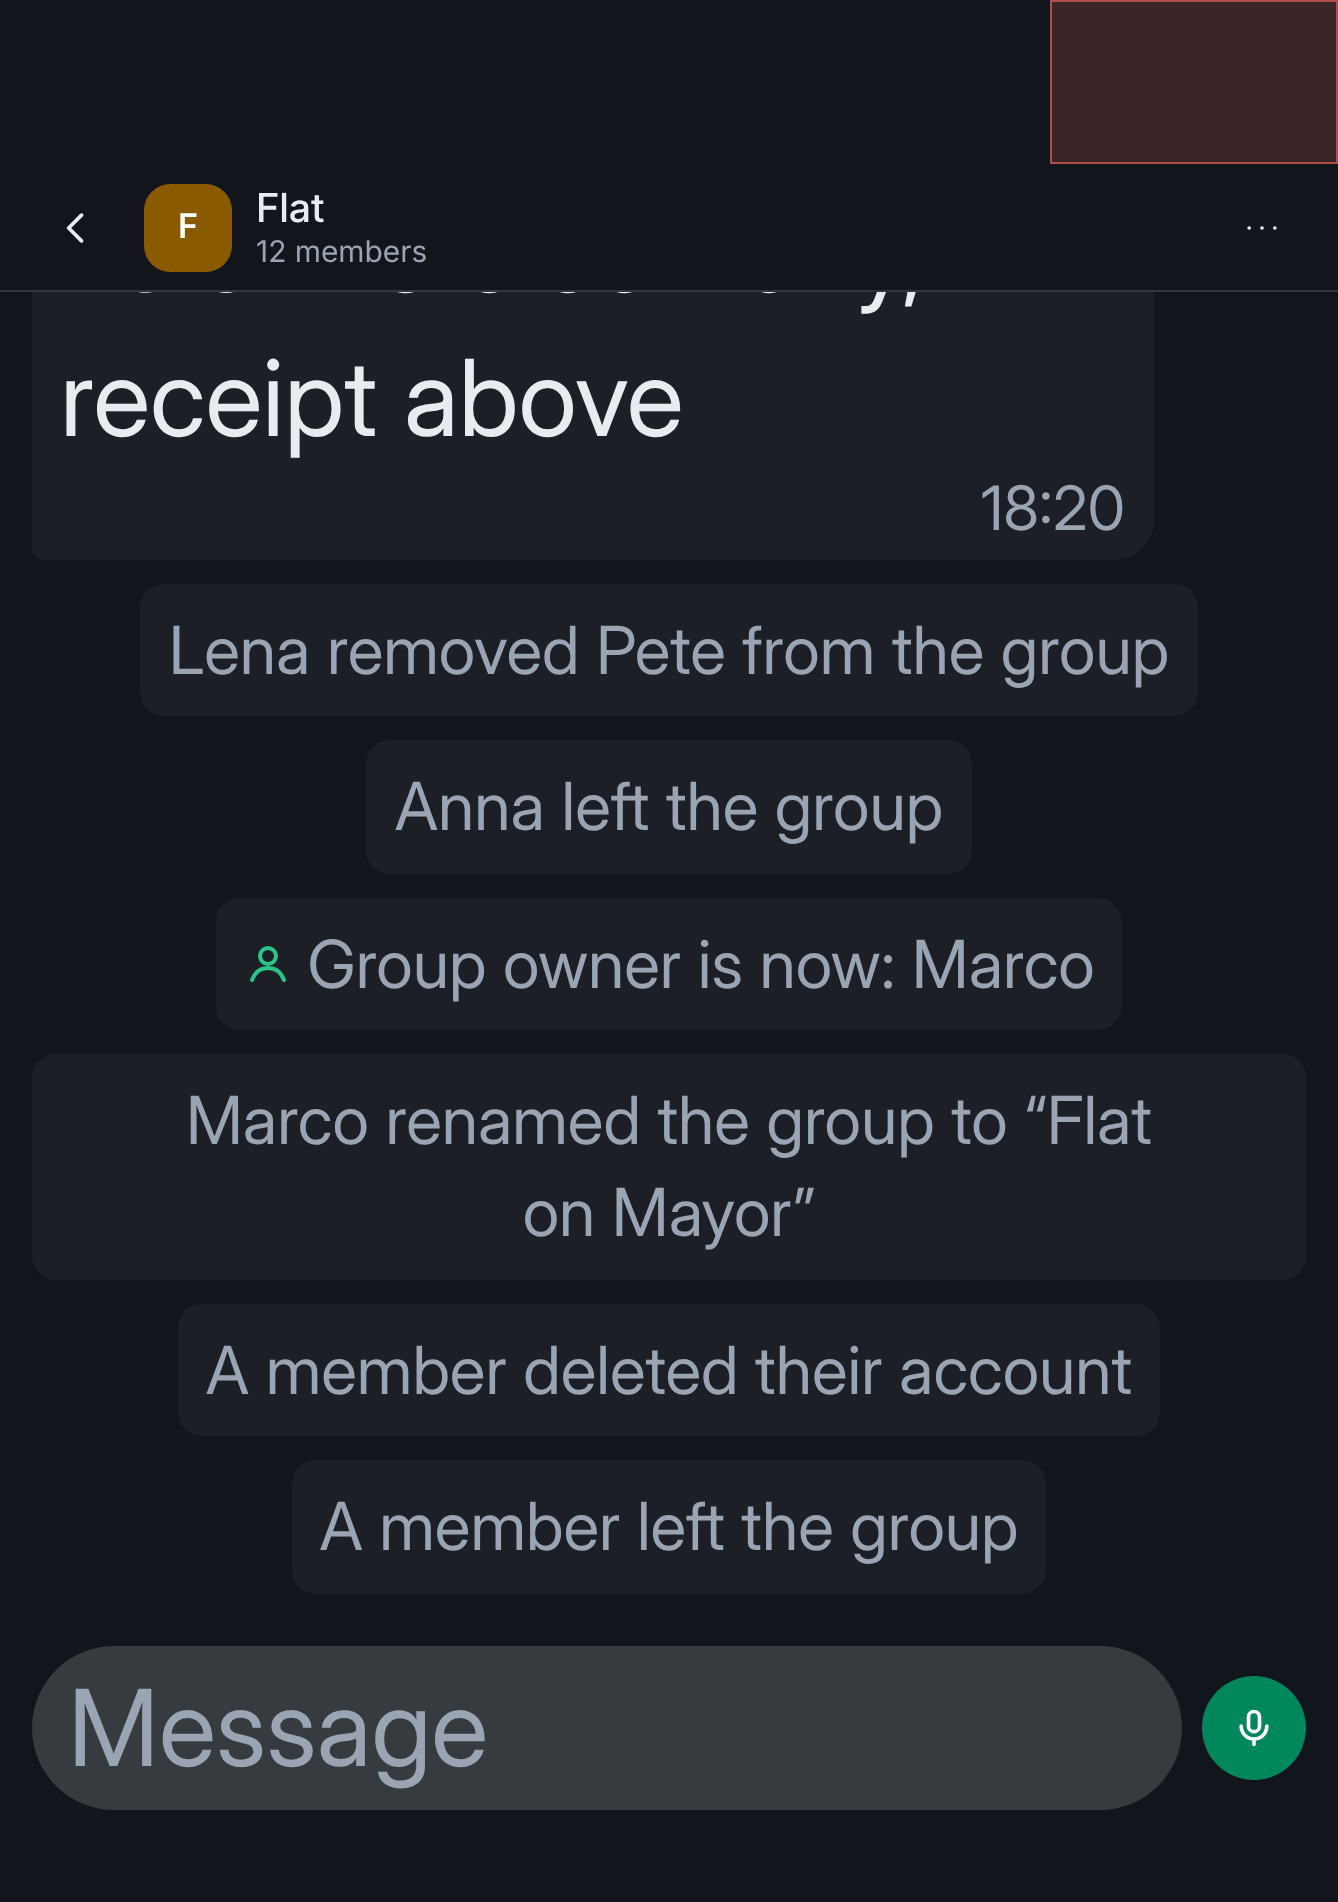 F
Flat
12 members
...
receipt above
18:20
Lena removed Pete from the group
Anna left the group
Group owner is now: Marco
Marco renamed the group to “Flat
on Mayor”
A member deleted their account
A member left the group
Message